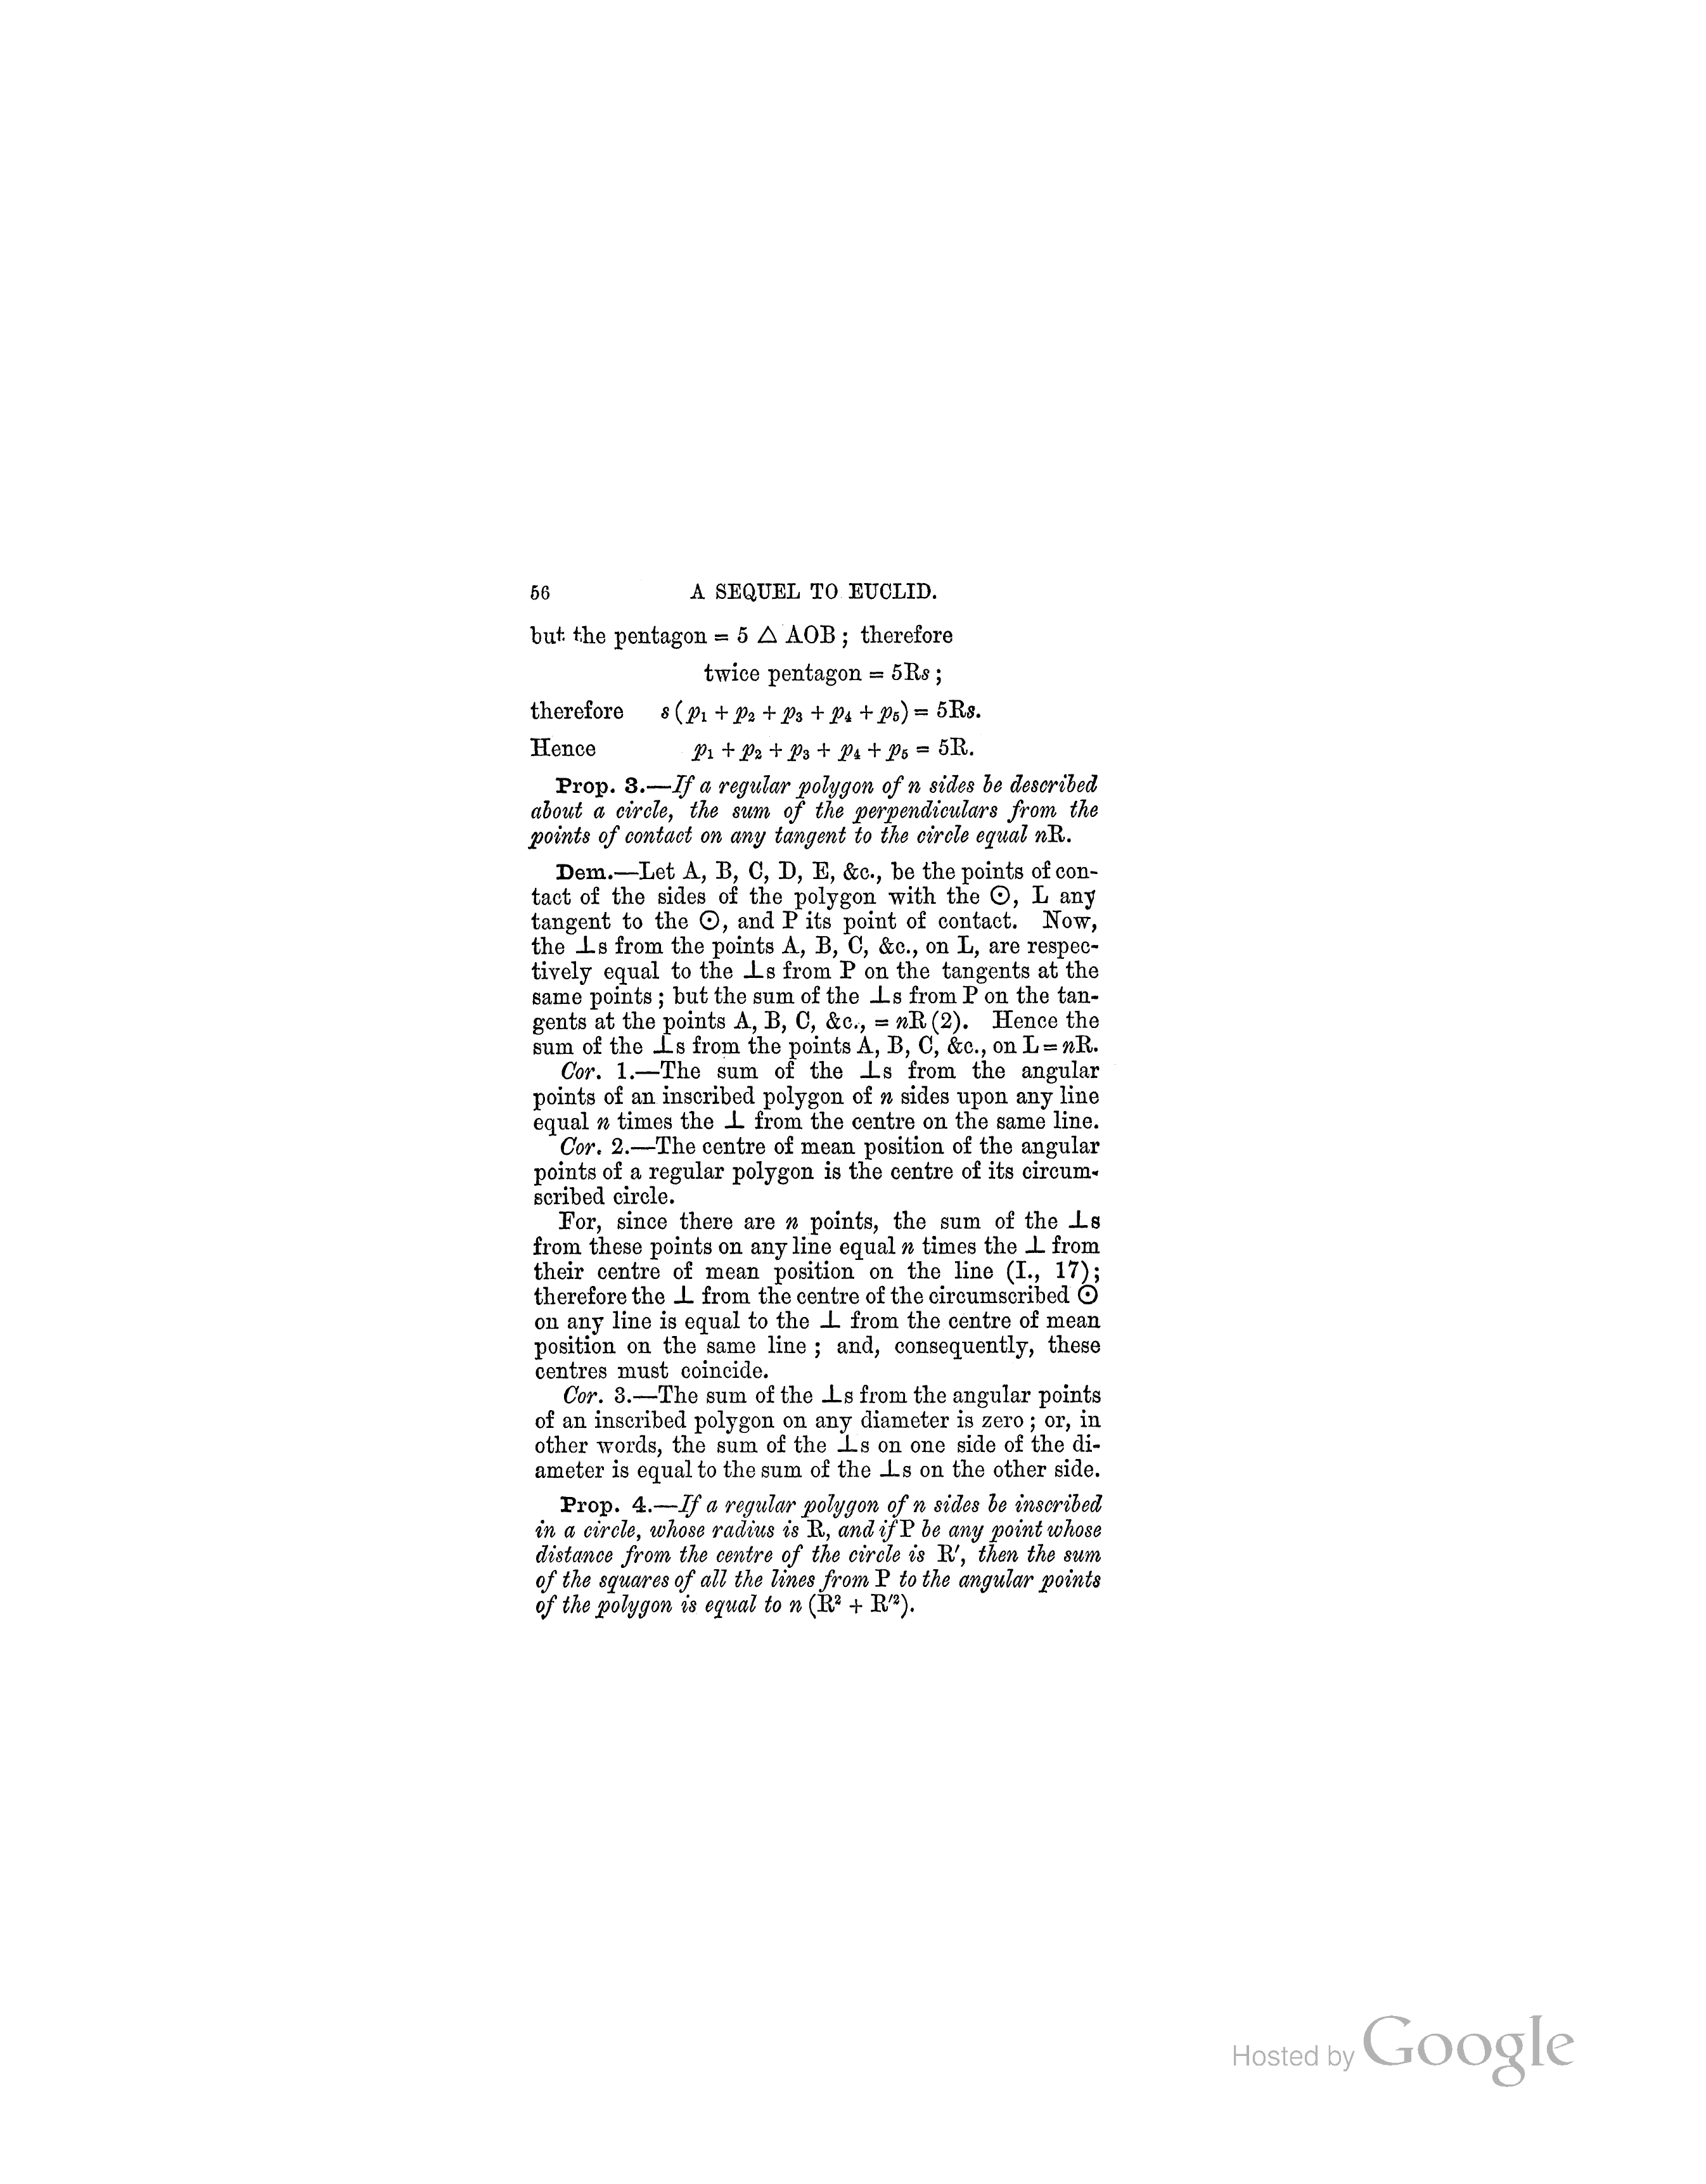 56 A SEQUEL TO EUCLID.
but the pentagon = 5 △ AOB ; therefore
twice pentagon = 5Rs ;
therefore s (p₁ + p₂ + p₃ + p₄ + p₅) = 5Rs.
Hence p₁ + p₂ + p₃ + p₄ + p₅ = 5R.
Prop. 3.—If a regular polygon of n sides be described
about a circle, the sum of the perpendiculars from the
points of contact on any tangent to the circle equal nR.
Dem.—Let A, B, C, D, E, &c., be the points of con-
tact of the sides of the polygon with the ⊙, L any
tangent to the ⊙, and P its point of contact. Now,
the ⊥s from the points A, B, C, &c., on L, are respec-
tively equal to the ⊥s from P on the tangents at the
same points ; but the sum of the ⊥s from P on the tan-
gents at the points A, B, C, &c., = nR (2). Hence the
sum of the ⊥s from the points A, B, C, &c., on L = nR.
Cor. 1.—The sum of the ⊥s from the angular
points of an inscribed polygon of n sides upon any line
equal n times the ⊥ from the centre on the same line.
Cor. 2.—The centre of mean position of the angular
points of a regular polygon is the centre of its circum-
scribed circle.
For, since there are n points, the sum of the ⊥s
from these points on any line equal n times the ⊥ from
their centre of mean position on the line (I., 17);
therefore the ⊥ from the centre of the circumscribed ⊙
on any line is equal to the ⊥ from the centre of mean
position on the same line ; and, consequently, these
centres must coincide.
Cor. 3.—The sum of the ⊥s from the angular points
of an inscribed polygon on any diameter is zero ; or, in
other words, the sum of the ⊥s on one side of the di-
ameter is equal to the sum of the ⊥s on the other side.
Prop. 4.—If a regular polygon of n sides be inscribed
in a circle, whose radius is R, and if P be any point whose
distance from the centre of the circle is R′, then the sum
of the squares of all the lines from P to the angular points
of the polygon is equal to n (R² + R′²).
Hosted by Google